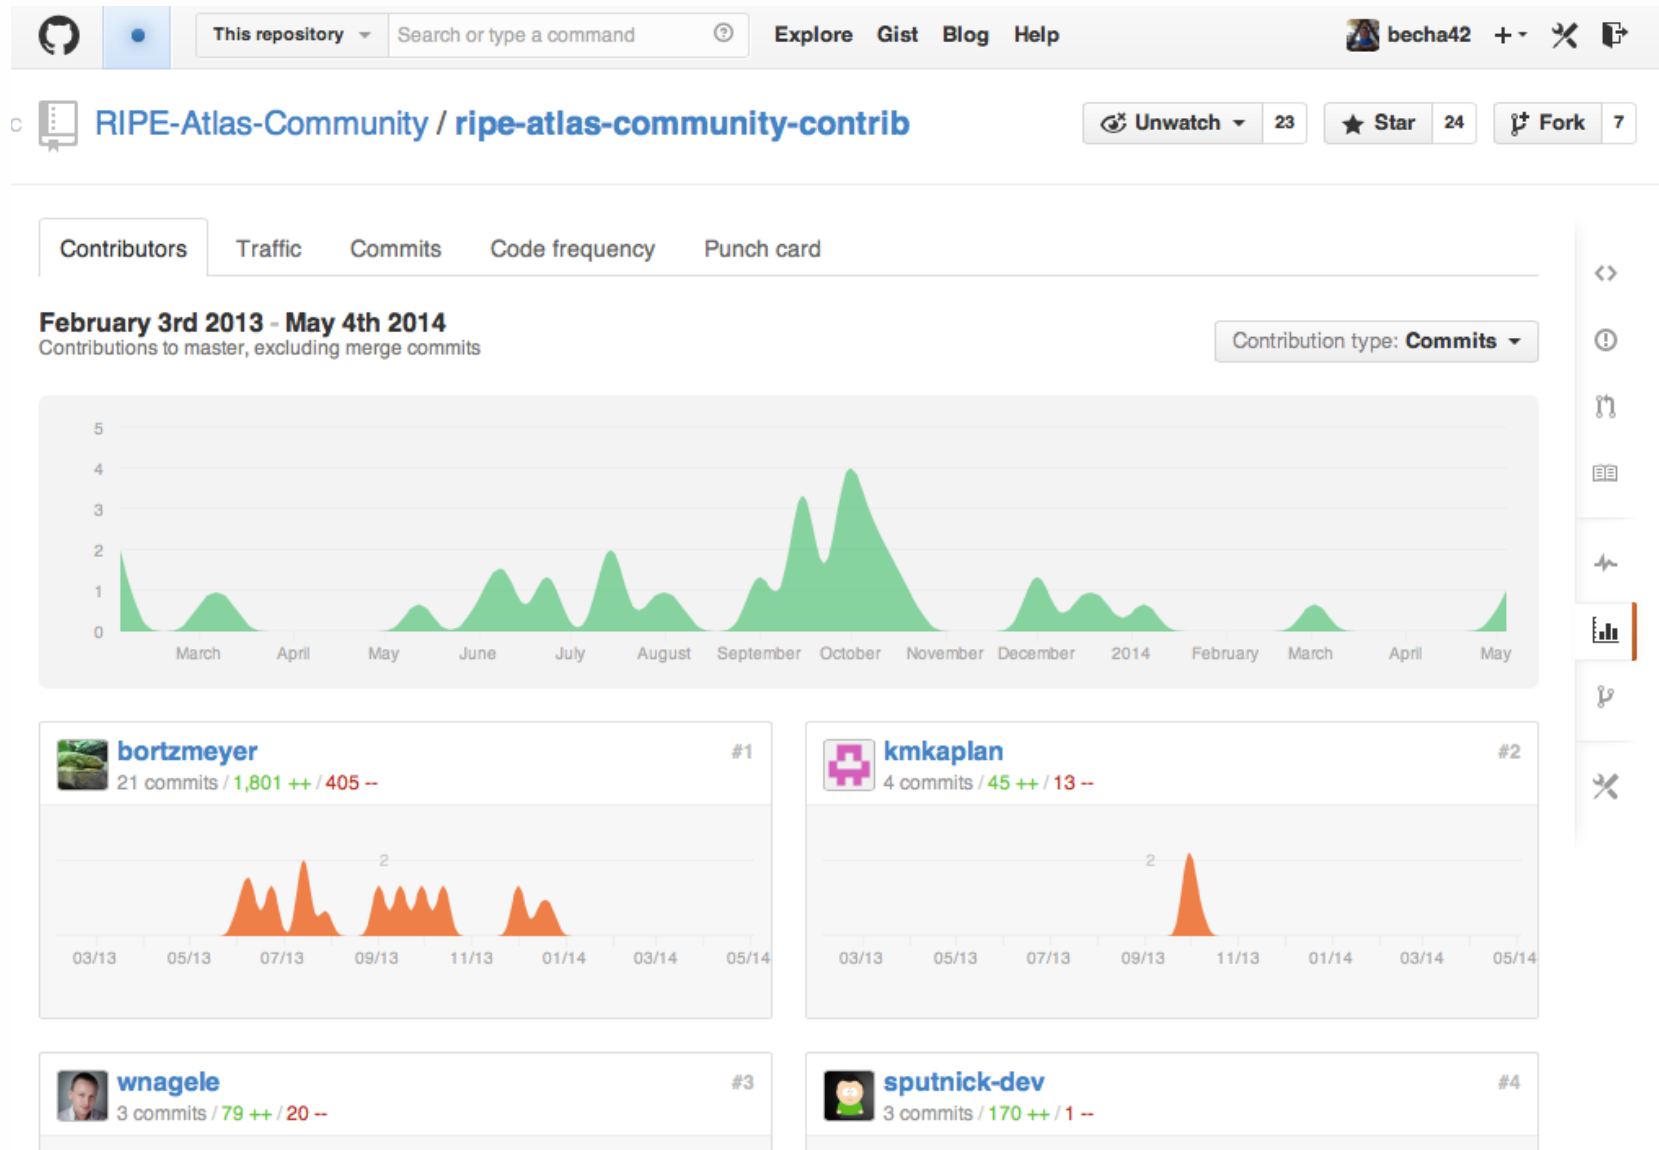 This repository Search or type a command Explore Gist Blog Help becha42
RIPE-Atlas-Community / ripe-atlas-community-contrib Unwatch 23 Star 24 Fork 7
Contributors Traffic Commits Code frequency Punch card
February 3rd 2013 - May 4th 2014
Contributions to master, excluding merge commits
Contribution type: Commits
5
4
3
2
1
0
March April May June July August September October November December 2014 February March April May
bortzmeyer #1
21 commits / 1,801 ++ / 405 --
2
03/13 05/13 07/13 09/13 11/13 01/14 03/14 05/14
kmkaplan #2
4 commits / 45 ++ / 13 --
2
03/13 05/13 07/13 09/13 11/13 01/14 03/14 05/14
wnagele #3
3 commits / 79 ++ / 20 --
sputnick-dev #4
3 commits / 170 ++ / 1 --